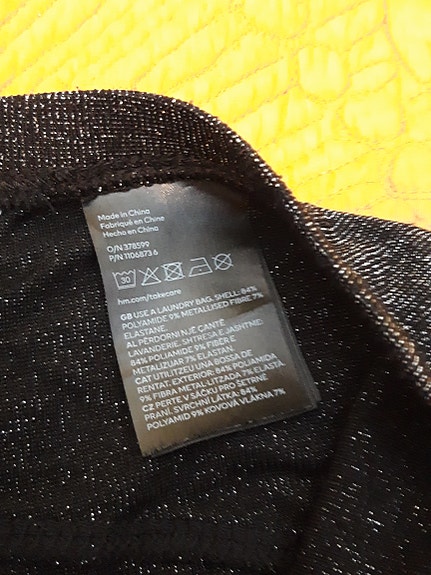 Made in China
Fabriqué en Chine
Hecho en China
O/N 378599
P/N 1106873 6
30
hm.com/takecare
GB USE A LAUNDRY BAG. SHELL: 84%
POLYAMIDE 9% METALLISED FIBRE 7%
ELASTANE.
AL PËRDORNI NJË ÇANTË
LAVANDERIE. SHTRESA E JASHTME:
84% POLIAMIDE 9% FIBËR E
METALIZUAR 7% ELASTAN.
CAT UTILITZEU UNA BOSSA DE
RENTAT. EXTERIOR: 84% POLIAMIDA
9% FIBRA METAL·LITZADA 7% ELASTÀ.
CZ PERTE V SÁČKU PRO ŠETRNÉ
PRANÍ. SVRCHNÍ LÁTKA: 84%
POLYAMID 9% KOVOVÁ VLÁKNA 7%